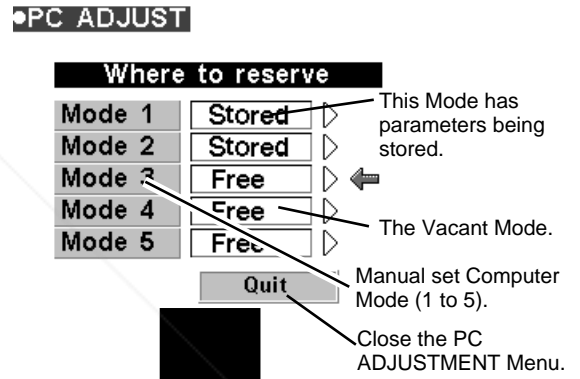 ●PC ADJUST
Where to reserve
Mode 1 Stored
Mode 2 Stored
Mode 3 Free
Mode 4 Free
Mode 5 Free
Quit
This Mode has
parameters being
stored.
The Vacant Mode.
Manual set Computer
Mode (1 to 5).
Close the PC
ADJUSTMENT Menu.